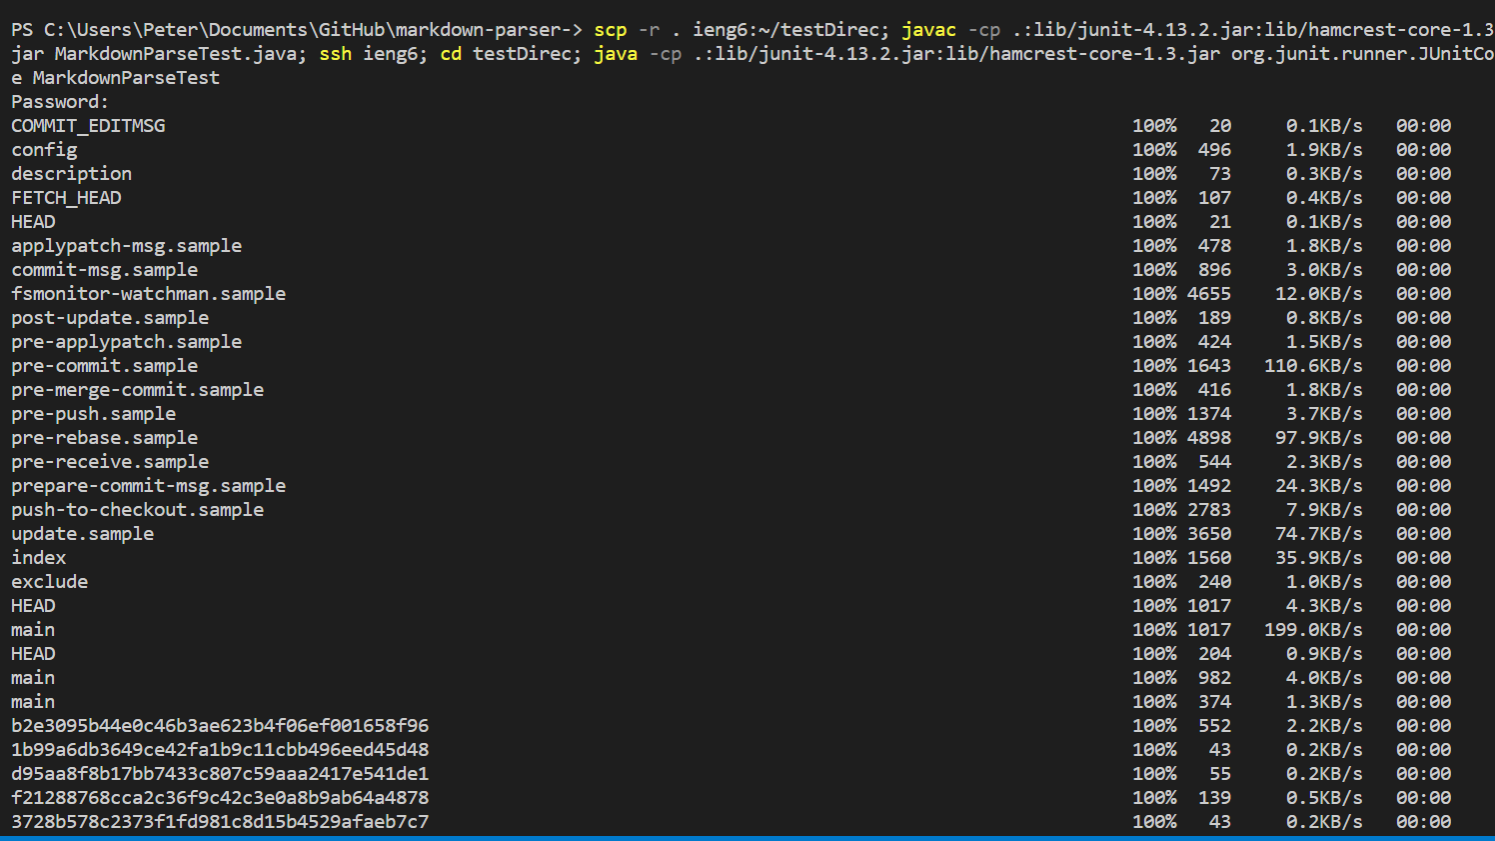 PS C:\Users\Peter\Documents\GitHub\markdown-parser-> scp -r . ieng6:~/testDirec; javac -cp .:lib/junit-4.13.2.jar:lib/hamcrest-core-1.3
jar MarkdownParseTest.java; ssh ieng6; cd testDirec; java -cp .:lib/junit-4.13.2.jar:lib/hamcrest-core-1.3.jar org.junit.runner.JUnitCo
e MarkdownParseTest
Password:
COMMIT_EDITMSG 100% 20 0.1KB/s 00:00
config 100% 496 1.9KB/s 00:00
description 100% 73 0.3KB/s 00:00
FETCH_HEAD 100% 107 0.4KB/s 00:00
HEAD 100% 21 0.1KB/s 00:00
applypatch-msg.sample 100% 478 1.8KB/s 00:00
commit-msg.sample 100% 896 3.0KB/s 00:00
fsmonitor-watchman.sample 100% 4655 12.0KB/s 00:00
post-update.sample 100% 189 0.8KB/s 00:00
pre-applypatch.sample 100% 424 1.5KB/s 00:00
pre-commit.sample 100% 1643 110.6KB/s 00:00
pre-merge-commit.sample 100% 416 1.8KB/s 00:00
pre-push.sample 100% 1374 3.7KB/s 00:00
pre-rebase.sample 100% 4898 97.9KB/s 00:00
pre-receive.sample 100% 544 2.3KB/s 00:00
prepare-commit-msg.sample 100% 1492 24.3KB/s 00:00
push-to-checkout.sample 100% 2783 7.9KB/s 00:00
update.sample 100% 3650 74.7KB/s 00:00
index 100% 1560 35.9KB/s 00:00
exclude 100% 240 1.0KB/s 00:00
HEAD 100% 1017 4.3KB/s 00:00
main 100% 1017 199.0KB/s 00:00
HEAD 100% 204 0.9KB/s 00:00
main 100% 982 4.0KB/s 00:00
main 100% 374 1.3KB/s 00:00
b2e3095b44e0c46b3ae623b4f06ef001658f96 100% 552 2.2KB/s 00:00
1b99a6db3649ce42fa1b9c11cbb496eed45d48 100% 43 0.2KB/s 00:00
d95aa8f8b17bb7433c807c59aaa2417e541de1 100% 55 0.2KB/s 00:00
f21288768cca2c36f9c42c3e0a8b9ab64a4878 100% 139 0.5KB/s 00:00
3728b578c2373f1fd981c8d15b4529afaeb7c7 100% 43 0.2KB/s 00:00